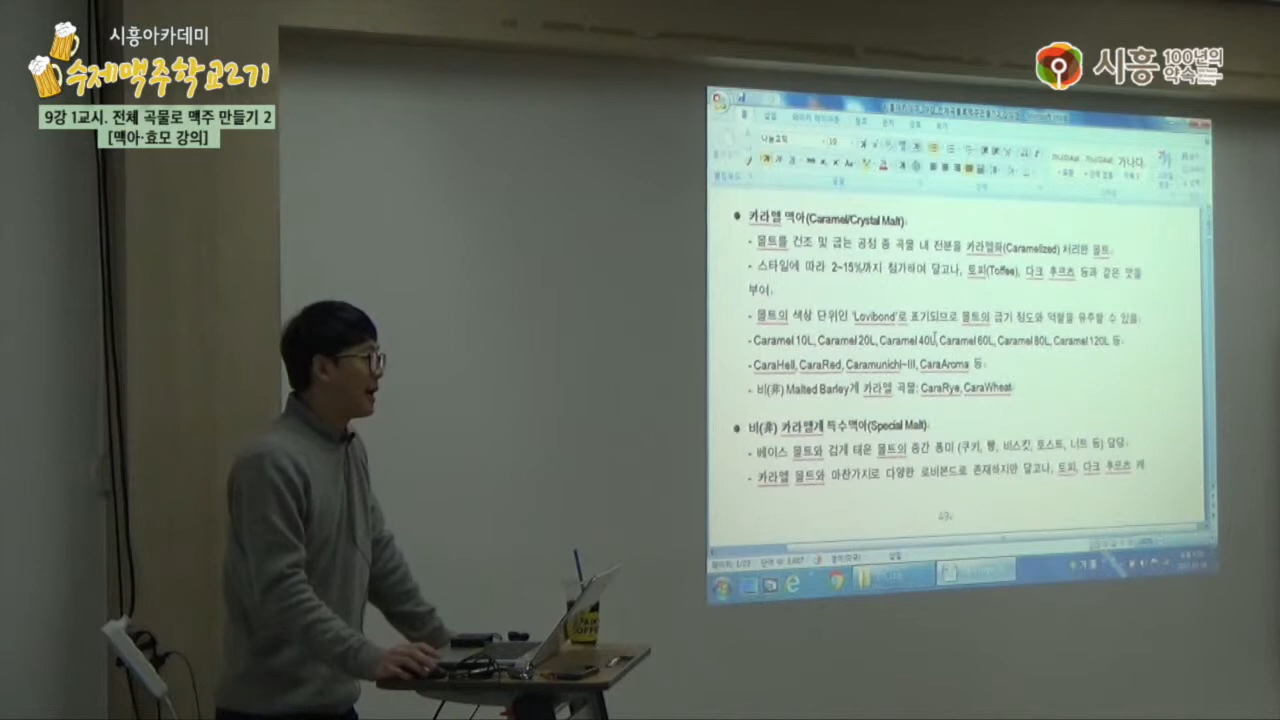 시흥아카데미
수제맥주학교2기
9강 1교시. 전체 곡물로 맥주 만들기 2
[맥아·효모 강의]
시흥 100년의
약속
나눔고딕 10
가나다
● 카라멜 맥아(Caramel/Crystal Malt)
- 몰트를 건조 및 굽는 공정 중 곡물 내 전분을 카라멜화(Caramelized) 처리한 몰트
- 스타일에 따라 2~15%까지 첨가하며 달고나, 토피(Toffee), 다크 후르츠 등과 같은 맛을
부여
- 몰트의 색상 단위인 'Lovibond'로 표기되므로 몰트의 굽기 정도와 역할을 유추할 수 있음
- Caramel 10L, Caramel 20L, Caramel 40L, Caramel 60L, Caramel 80L, Caramel 120L 등
- CaraHell, CaraRed, Caramunich~III, CaraAroma 등
- 비(非) Malted Barley계 카라멜 곡물: CaraRye, CaraWheat
● 비(非) 카라멜계 특수맥아(Special Malt)
- 베이스 몰트와 검게 태운 몰트의 중간 풍미 (쿠키, 빵, 비스킷, 토스트, 너트 등) 담당
- 카라멜 몰트와 마찬가지로 다양한 로비본드로 존재하지만 달고나, 토피, 다크 후르츠 캐